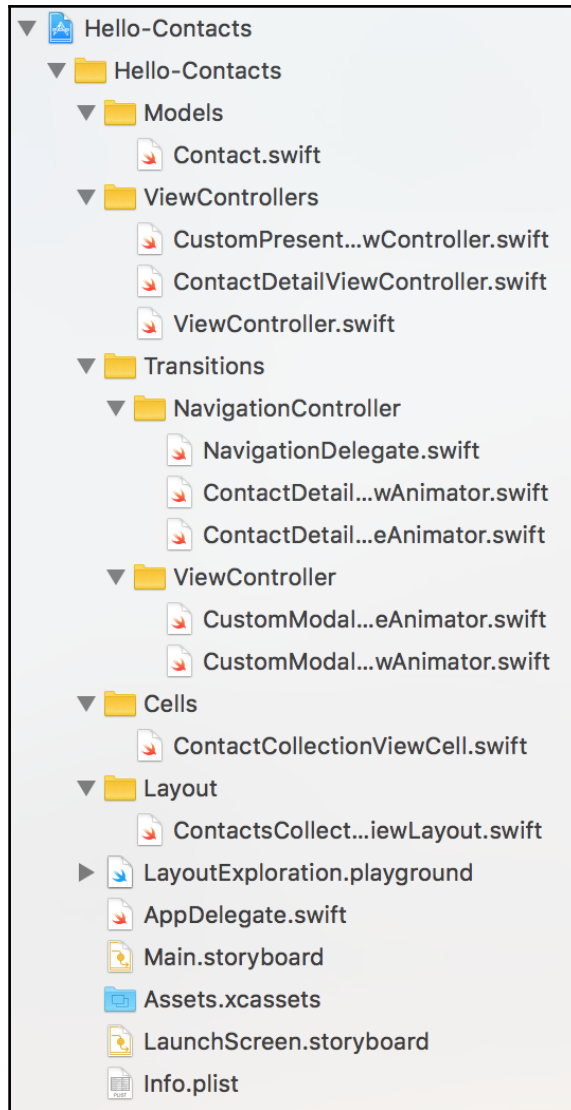 Hello-Contacts
Hello-Contacts
Models
Contact.swift
ViewControllers
CustomPresent...wController.swift
ContactDetailViewController.swift
ViewController.swift
Transitions
NavigationController
NavigationDelegate.swift
ContactDetail...wAnimator.swift
ContactDetail...eAnimator.swift
ViewController
CustomModal...eAnimator.swift
CustomModal...wAnimator.swift
Cells
ContactCollectionViewCell.swift
Layout
ContactsCollect...iewLayout.swift
LayoutExploration.playground
AppDelegate.swift
Main.storyboard
Assets.xcassets
LaunchScreen.storyboard
Info.plist
PLIST